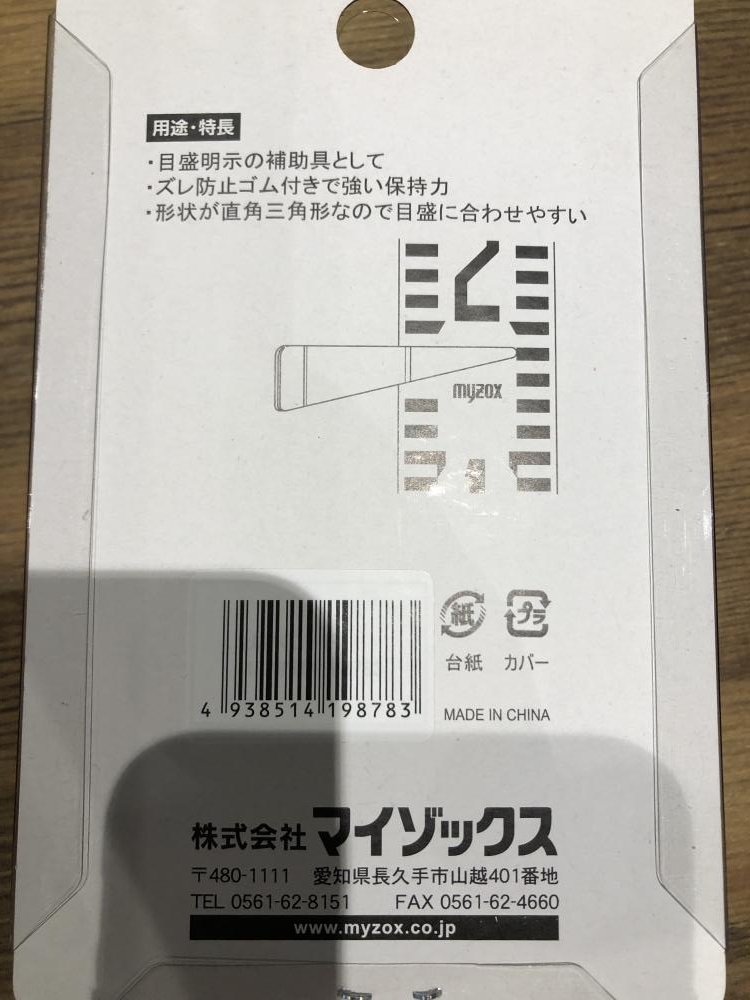 用途・特長
・目盛明示の補助具として
・ズレ防止ゴム付きで強い保持力
・形状が直角三角形なので目盛に合わせやすい
myzox
紙 プラ
台紙 カバー
4 938514 198783
MADE IN CHINA
株式会社 マイゾックス
〒480-1111 愛知県長久手市山越401番地
TEL 0561-62-8151 FAX 0561-62-4660
www.myzox.co.jp